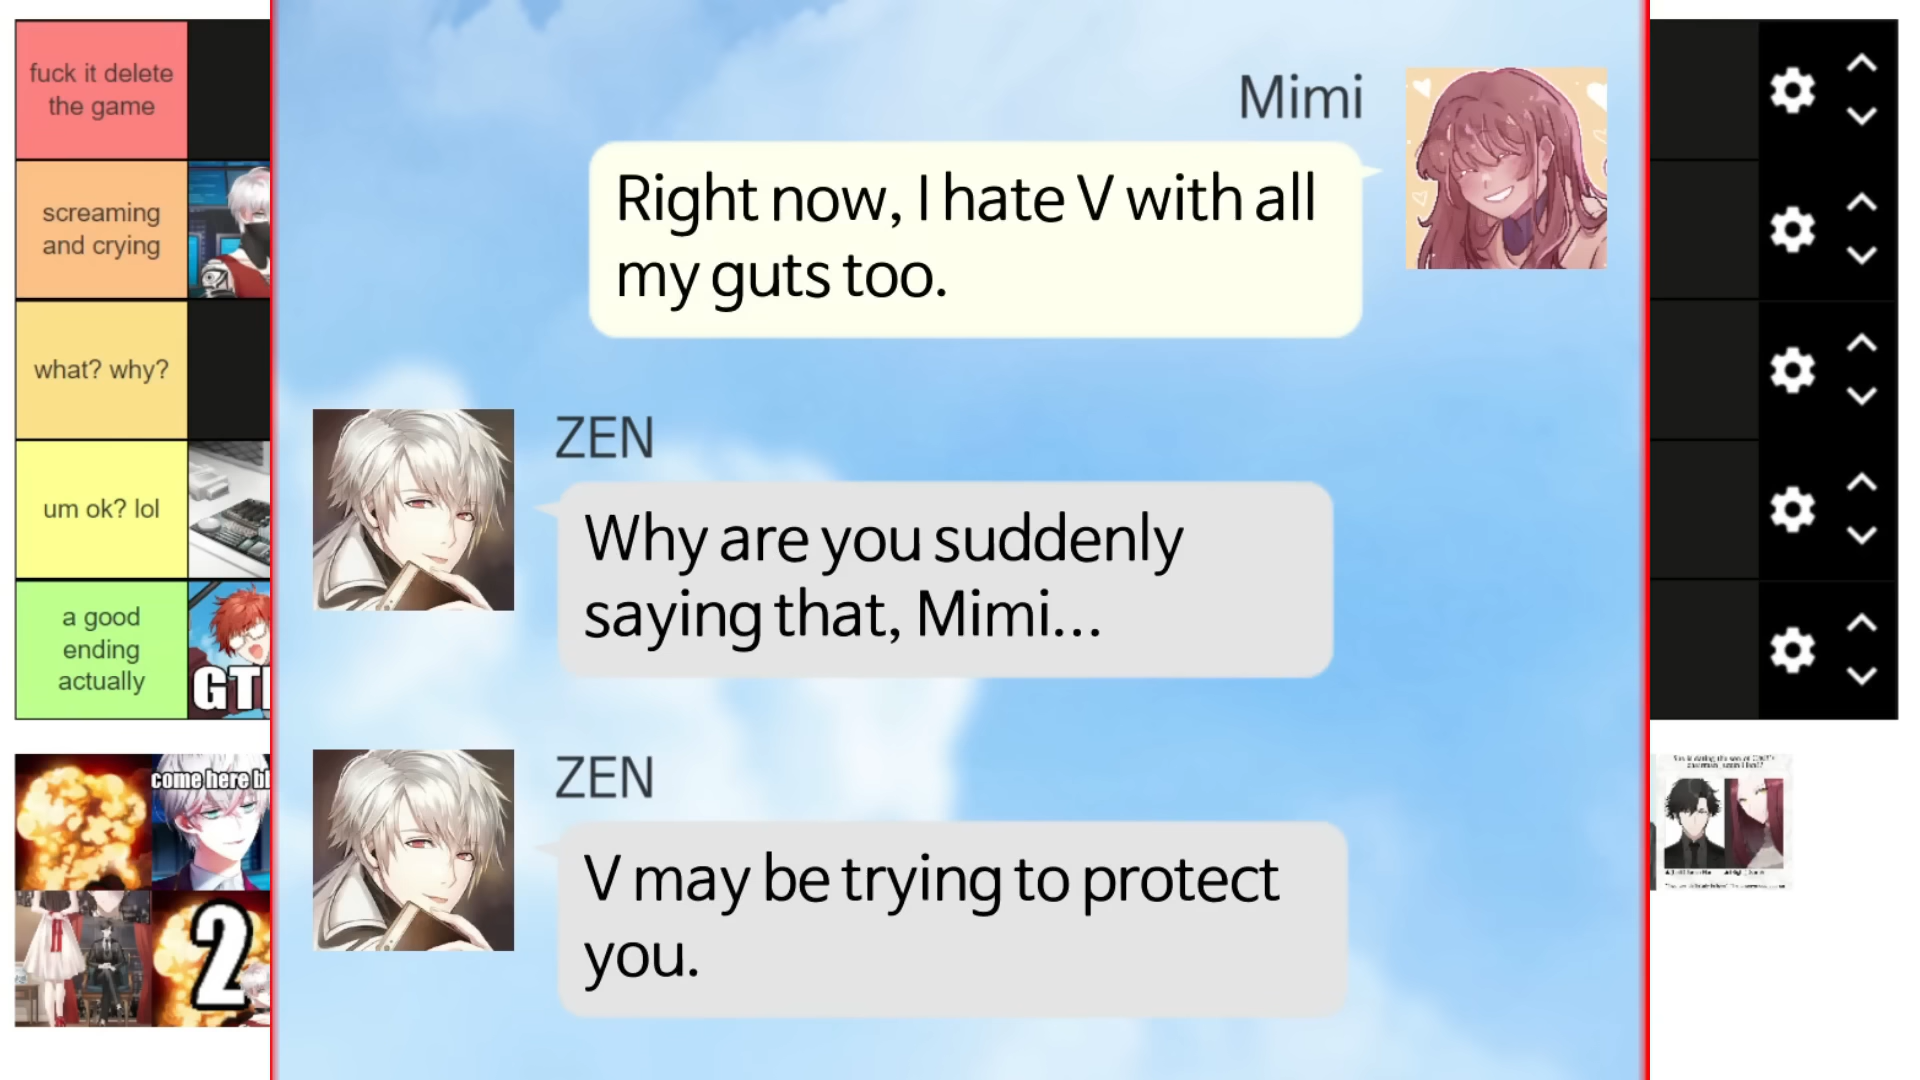 fuck it delete
the game
screaming
and crying
what? why?
um ok? lol
a good
ending
actually
Mimi
Right now, I hate V with all
my guts too.
ZEN
Why are you suddenly
saying that, Mimi...
ZEN
V may be trying to protect
you.
come here
2